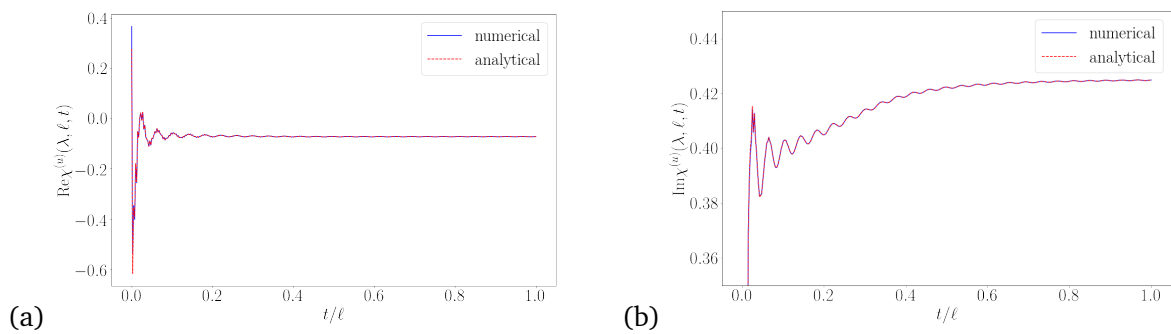 0.4
0.2
0.0
−0.2
−0.4
−0.6
Reχ⁽ᵘ⁾(λ, ℓ, t)
numerical
analytical
0.0 0.2 0.4 0.6 0.8 1.0
t/ℓ
(a)
0.44
0.42
0.40
0.38
0.36
Imχ⁽ᵘ⁾(λ, ℓ, t)
numerical
analytical
0.0 0.2 0.4 0.6 0.8 1.0
t/ℓ
(b)